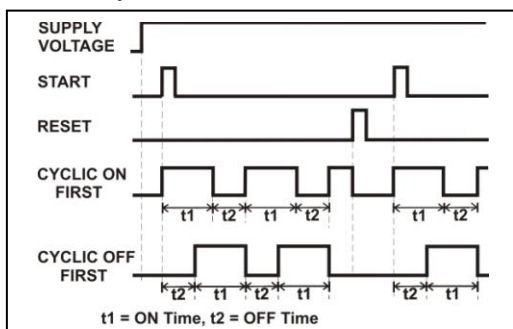 SUPPLY
VOLTAGE
START
RESET
CYCLIC ON
FIRST
t1 t2 t1 t2 t1 t2
CYCLIC OFF
FIRST
t2 t1 t2 t1 t2 t1
t1 = ON Time, t2 = OFF Time